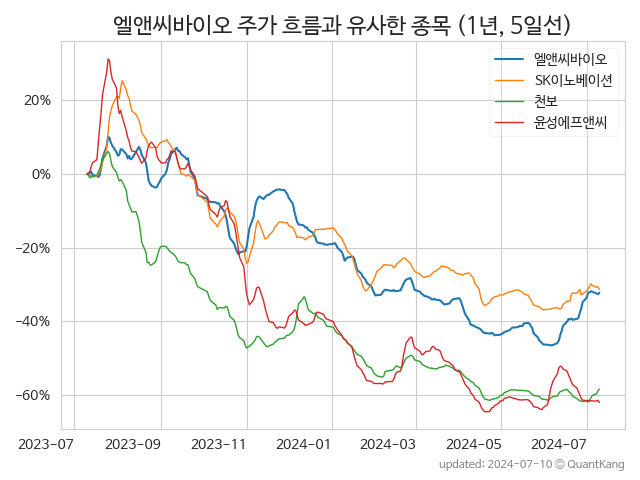 엘앤씨바이오 주가 흐름과 유사한 종목 (1년, 5일선)
엘앤씨바이오
SK이노베이션
천보
윤성에프앤씨
20%
0%
−20%
−40%
−60%
2023-07 2023-09 2023-11 2024-01 2024-03 2024-05 2024-07
updated: 2024-07-10 ⓒ QuantKang